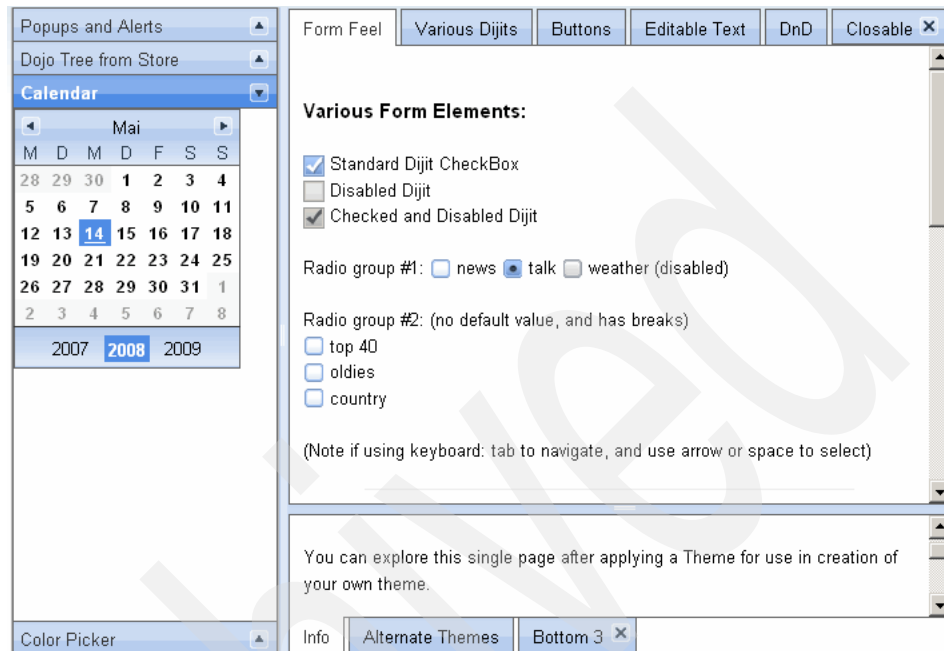 Popups and Alerts
Dojo Tree from Store
Calendar
Mai
M D M D F S S
28 29 30 1 2 3 4
5 6 7 8 9 10 11
12 13 14 15 16 17 18
19 20 21 22 23 24 25
26 27 28 29 30 31 1
2 3 4 5 6 7 8
2007 2008 2009
Color Picker
Form Feel Various Dijits Buttons Editable Text DnD Closable
Various Form Elements:
Standard Dijit CheckBox
Disabled Dijit
Checked and Disabled Dijit
Radio group #1: news talk weather (disabled)
Radio group #2: (no default value, and has breaks)
top 40
oldies
country
(Note if using keyboard: tab to navigate, and use arrow or space to select)
You can explore this single page after applying a Theme for use in creation of
your own theme.
Info Alternate Themes Bottom 3